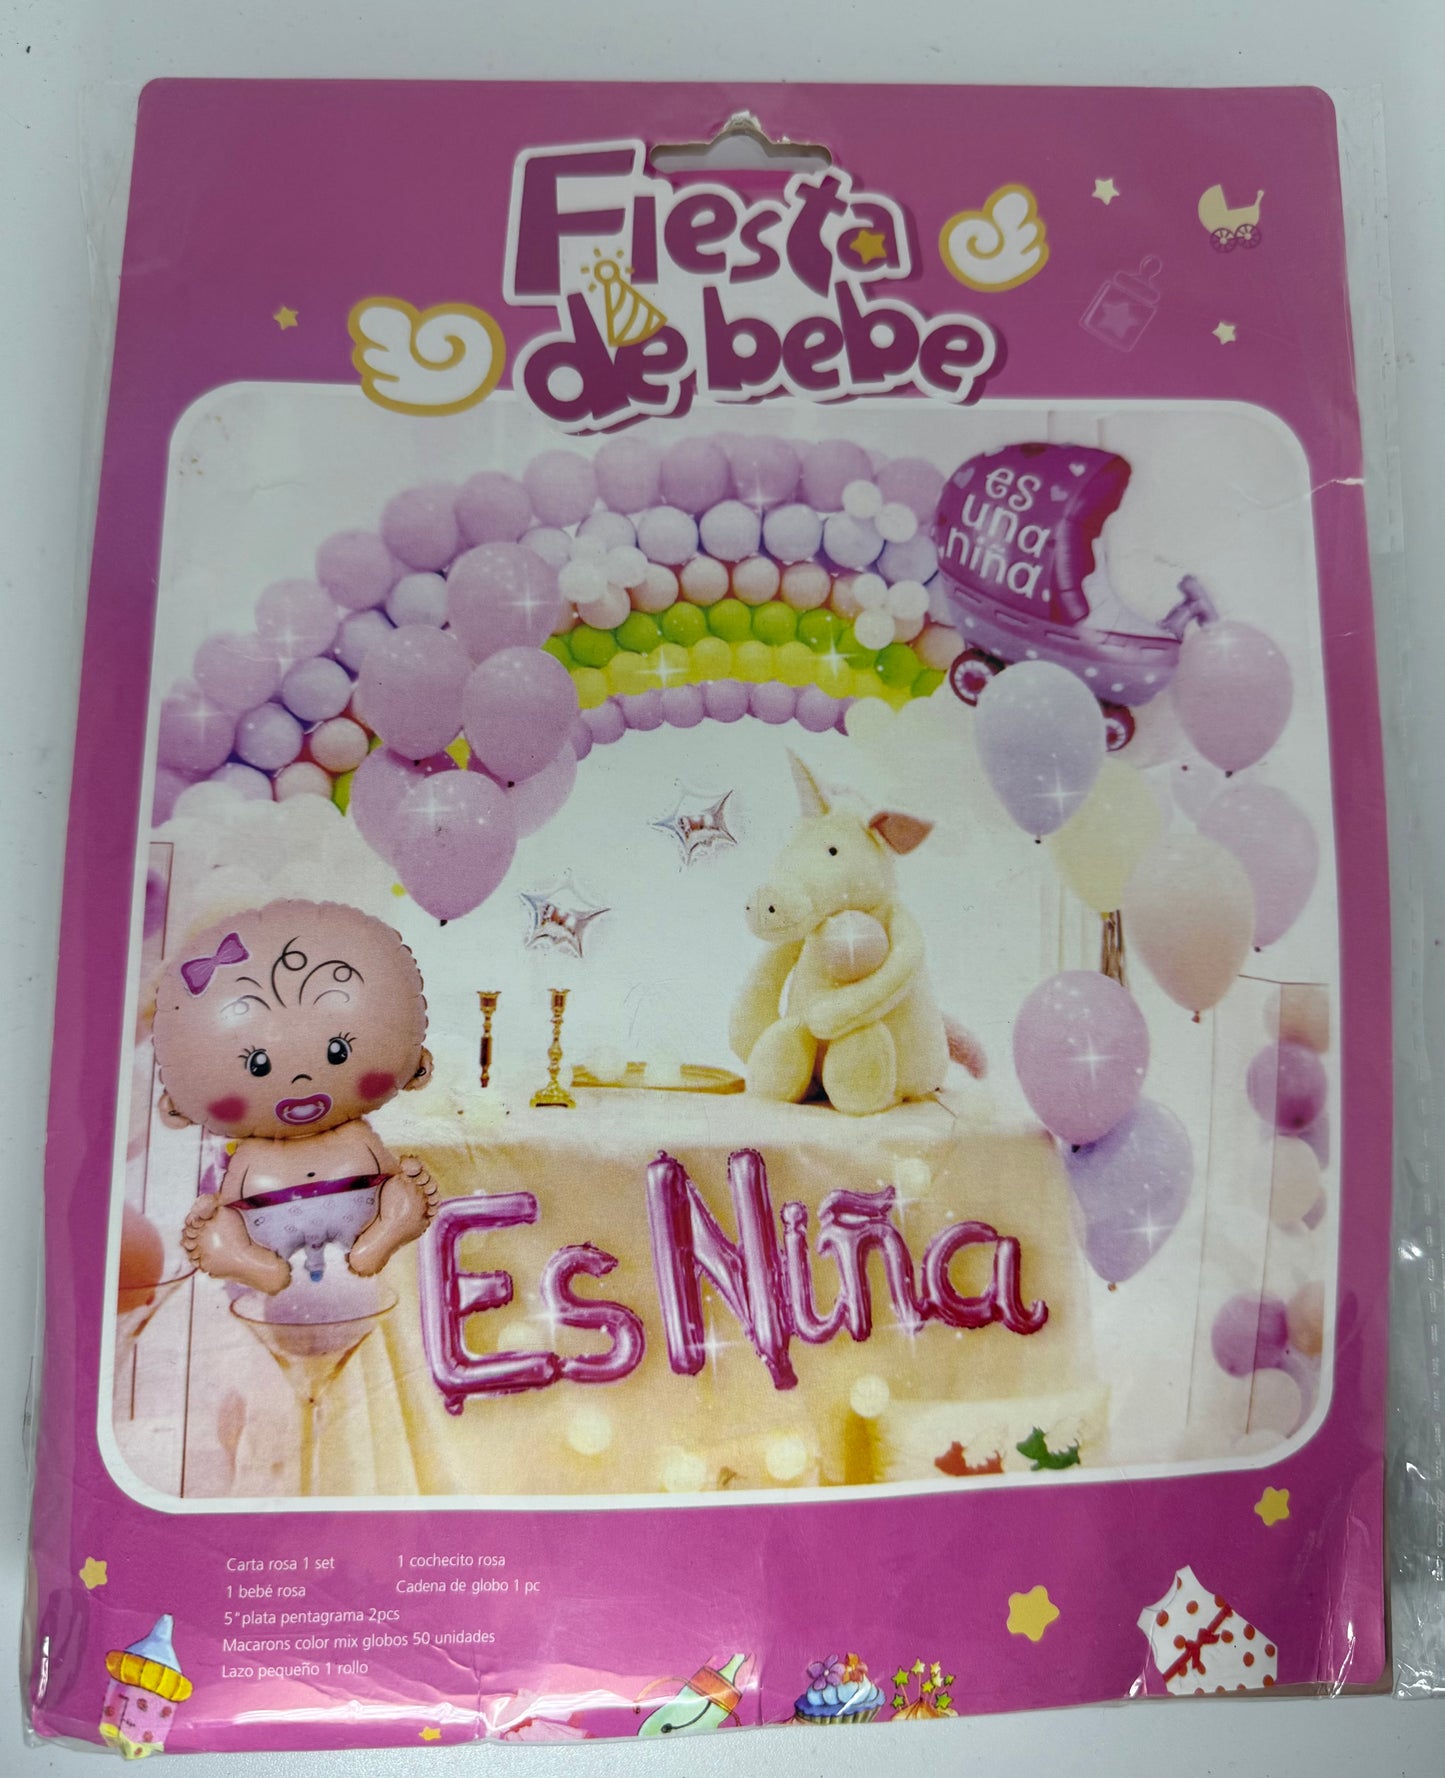 Fiesta
de bebe
es
una
niña.
Es Niña
Carta rosa 1 set
1 cochecito rosa
1 bebé rosa
Cadena de globo 1 pc
5" plata pentagrama 2pcs
Macarons color mix globos 50 unidades
Lazo pequeño 1 rollo